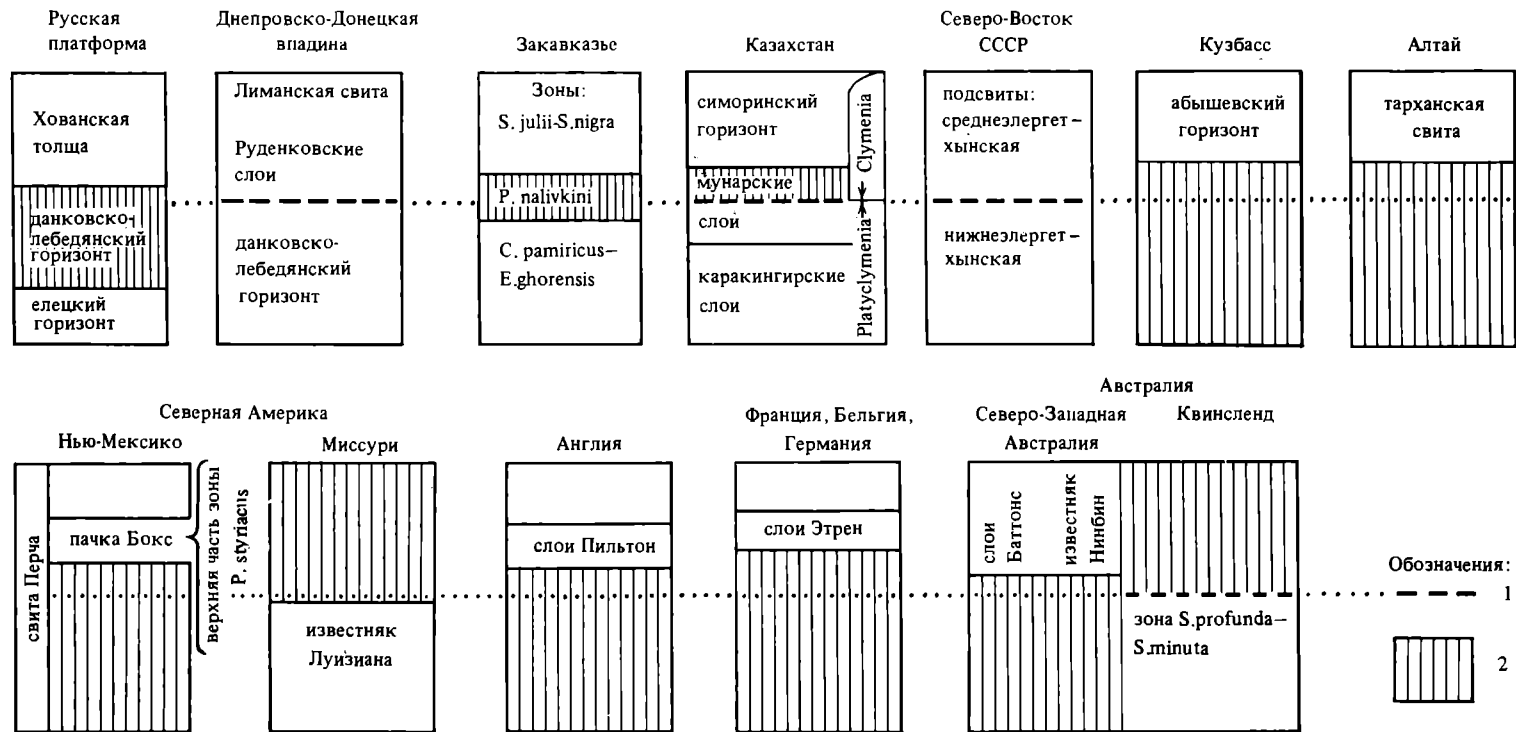 Русская
платформа
Днепровско-Донецкая
впадина
Закавказье
Казахстан
Северо-Восток
СССР
Кузбасс
Алтай
Хованская
толща
данковско-
лебедянский
горизонт
елецкий
горизонт
Лиманская свита
Руденковские
слои
данковско-
лебедянский
горизонт
Зоны:
S. julii-S.nigra
P. nalivkini
C. pamiricus–
E.ghorensis
симоринский
горизонт
мунарские
слои
каракингирские
слои
Clymenia
Platyclymenia
подсвиты:
среднеэлергет–
хынская
нижнеэлергет–
хынская
абышевский
горизонт
тарханская
свита
Северная Америка
Нью-Мексико
Миссури
Англия
Франция, Бельгия,
Германия
Австралия
Северо-Западная
Австралия
Квинсленд
свита Перча
пачка Бокс
верхняя часть зоны
P. styriacus
известняк
Луизиана
слои Пильтон
слои Этрен
слои
Баттонс
известняк
Нинбин
зона S.profunda–
S.minuta
Обозначения:
1
2